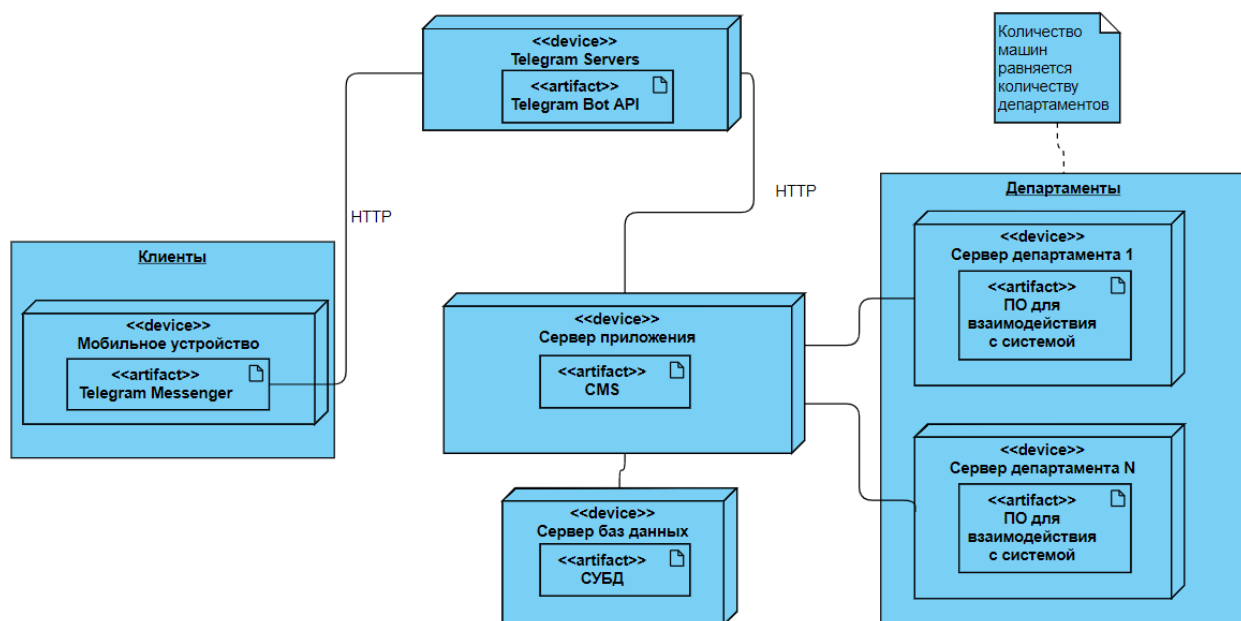 <<device>>
Telegram Servers
<<artifact>>
Telegram Bot API
Количество
машин
равняется
количеству
департаментов
HTTP
HTTP
Клиенты
<<device>>
Мобильное устройство
<<artifact>>
Telegram Messenger
<<device>>
Сервер приложения
<<artifact>>
CMS
<<device>>
Сервер баз данных
<<artifact>>
СУБД
Департаменты
<<device>>
Сервер департамента 1
<<artifact>>
ПО для
взаимодействия
с системой
<<device>>
Сервер департамента N
<<artifact>>
ПО для
взаимодействия
с системой